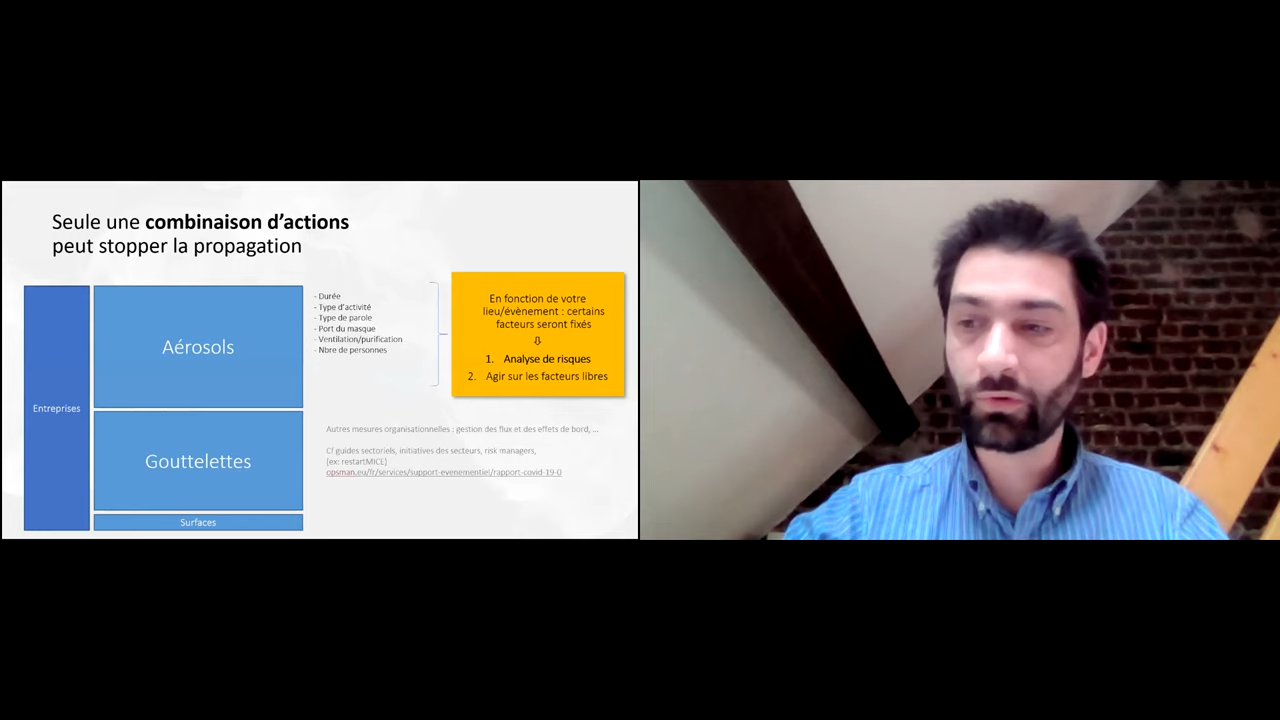 Seule une combinaison d'actions
peut stopper la propagation
Entreprises
Aérosols
Gouttelettes
Surfaces
- Durée
- Type d'activité
- Type de parole
- Port du masque
- Ventilation/purification
- Nbre de personnes
En fonction de votre
lieu/évènement : certains
facteurs seront fixés
⇩
1. Analyse de risques
2. Agir sur les facteurs libres
Autres mesures organisationnelles : gestion des flux et des effets de bord, ...
Cf guides sectoriels, initiatives des secteurs, risk managers,
(ex: restartMICE)
opsman.eu/fr/services/support-evenementiel/rapport-covid-19-0